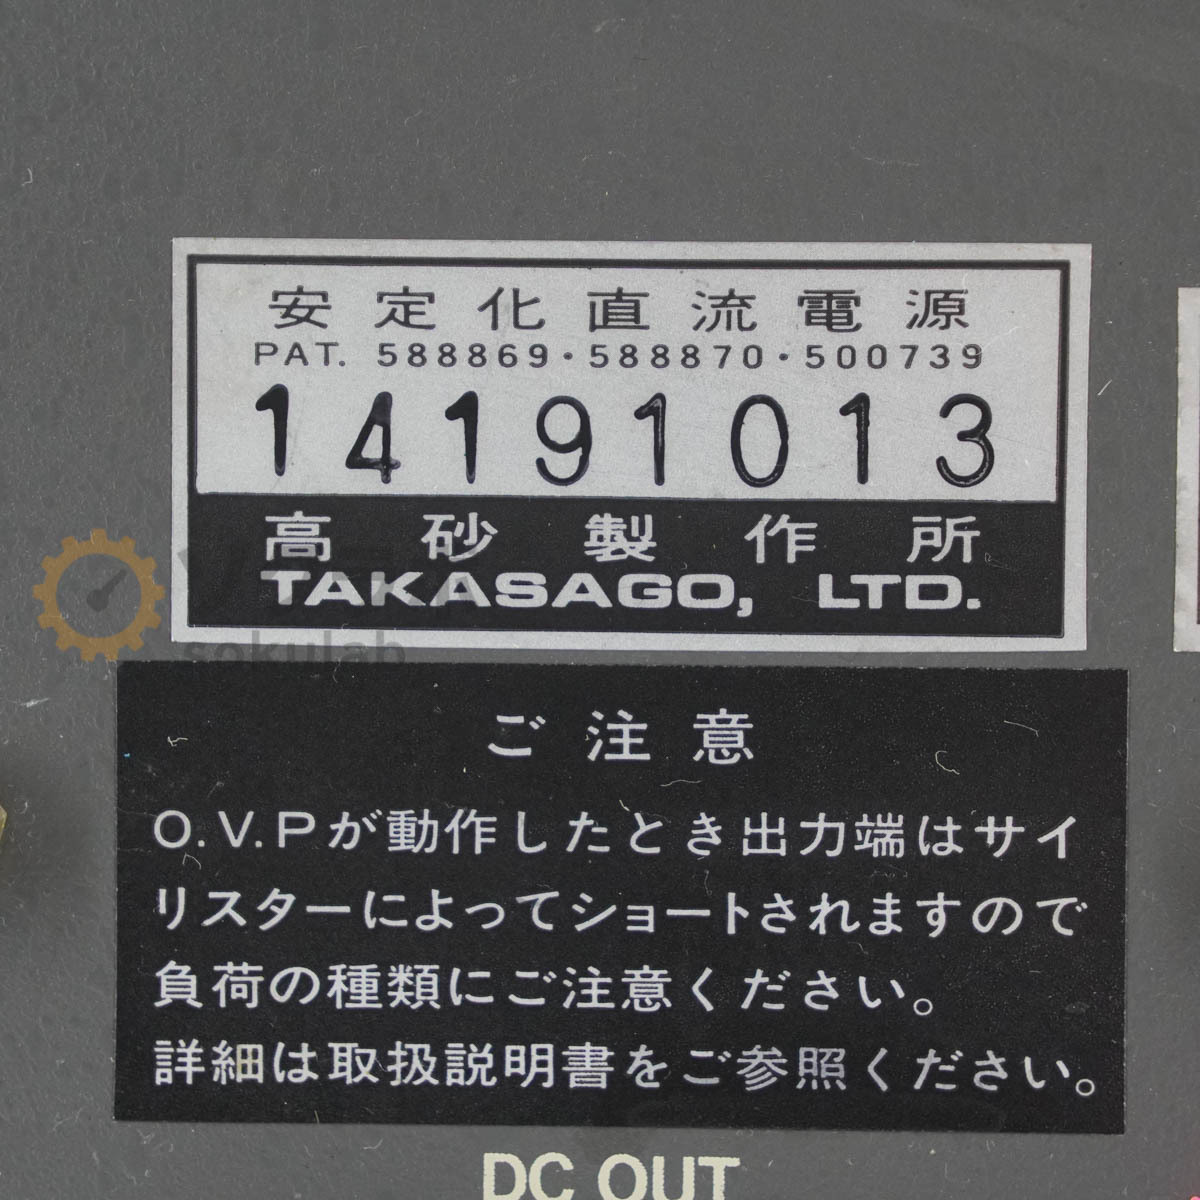 安定化直流電源
PAT. 588869・588870・500739
14191013
高砂製作所
TAKASAGO, LTD.
sokulab
ご注意
O.V.Pが動作したとき出力端はサイ
リスターによってショートされますので
負荷の種類にご注意ください。
詳細は取扱説明書をご参照ください。
DC OUT